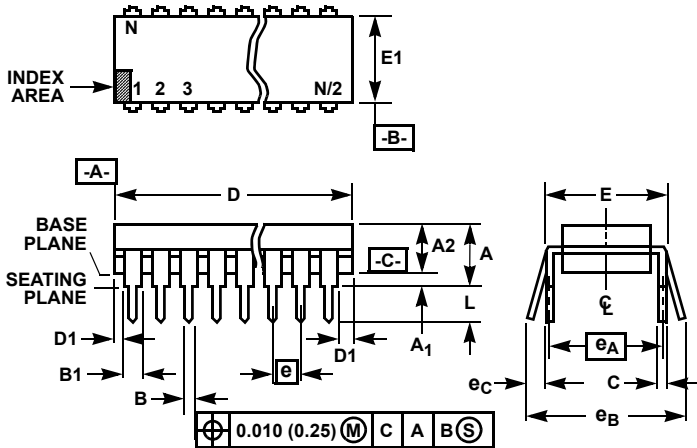 N
E1
INDEX
AREA
1 2 3 N/2
-B-
-A-
D
E
BASE
PLANE
A2
A
-C-
SEATING
PLANE
L
D1
A1
D1
eA
B1
e
eC
C
B
eB
0.010 (0.25) M C A B S